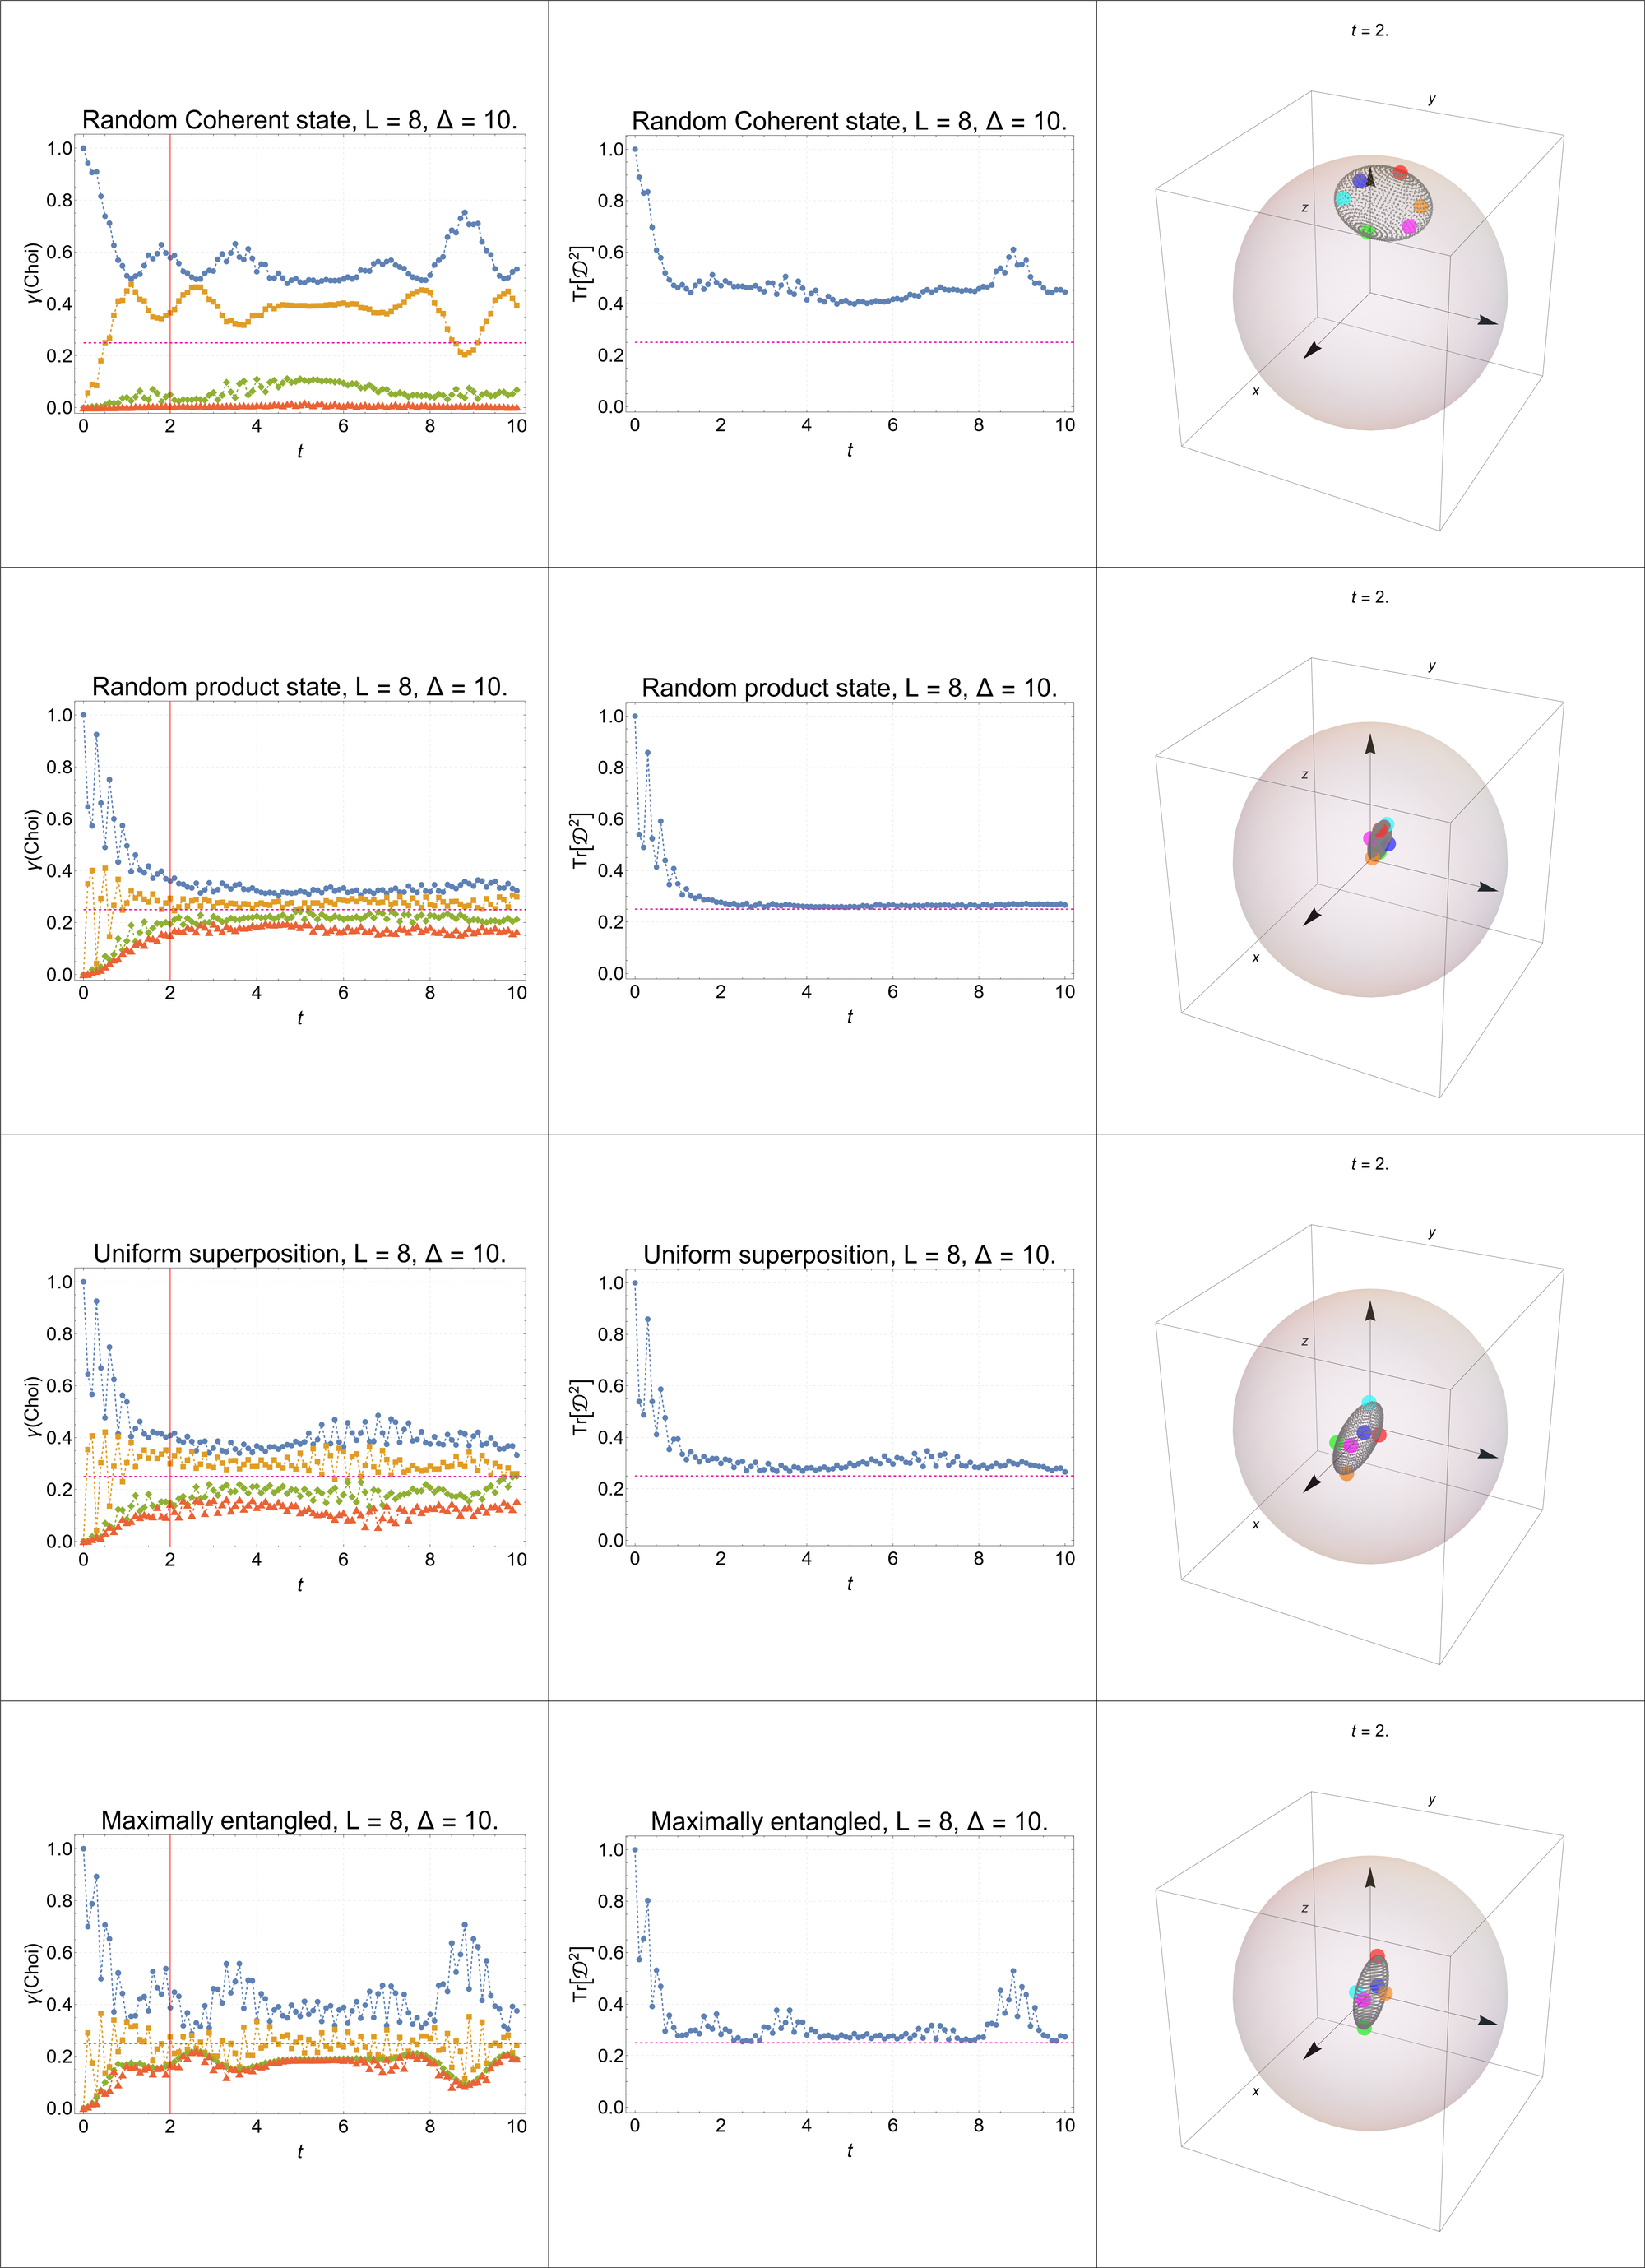 Random Coherent state, L = 8, Δ = 10.
γ(Choi)
1.0
0.8
0.6
0.4
0.2
0.0
0 2 4 6 8 10
t
Random Coherent state, L = 8, Δ = 10.
Tr[𝒟²]
1.0
0.8
0.6
0.4
0.2
0.0
0 2 4 6 8 10
t
t = 2.
y
z
x
Random product state, L = 8, Δ = 10.
γ(Choi)
1.0
0.8
0.6
0.4
0.2
0.0
0 2 4 6 8 10
t
Random product state, L = 8, Δ = 10.
Tr[𝒟²]
1.0
0.8
0.6
0.4
0.2
0.0
0 2 4 6 8 10
t
t = 2.
y
z
x
Uniform superposition, L = 8, Δ = 10.
γ(Choi)
1.0
0.8
0.6
0.4
0.2
0.0
0 2 4 6 8 10
t
Uniform superposition, L = 8, Δ = 10.
Tr[𝒟²]
1.0
0.8
0.6
0.4
0.2
0.0
0 2 4 6 8 10
t
t = 2.
y
z
x
Maximally entangled, L = 8, Δ = 10.
γ(Choi)
1.0
0.8
0.6
0.4
0.2
0.0
0 2 4 6 8 10
t
Maximally entangled, L = 8, Δ = 10.
Tr[𝒟²]
1.0
0.8
0.6
0.4
0.2
0.0
0 2 4 6 8 10
t
t = 2.
y
z
x